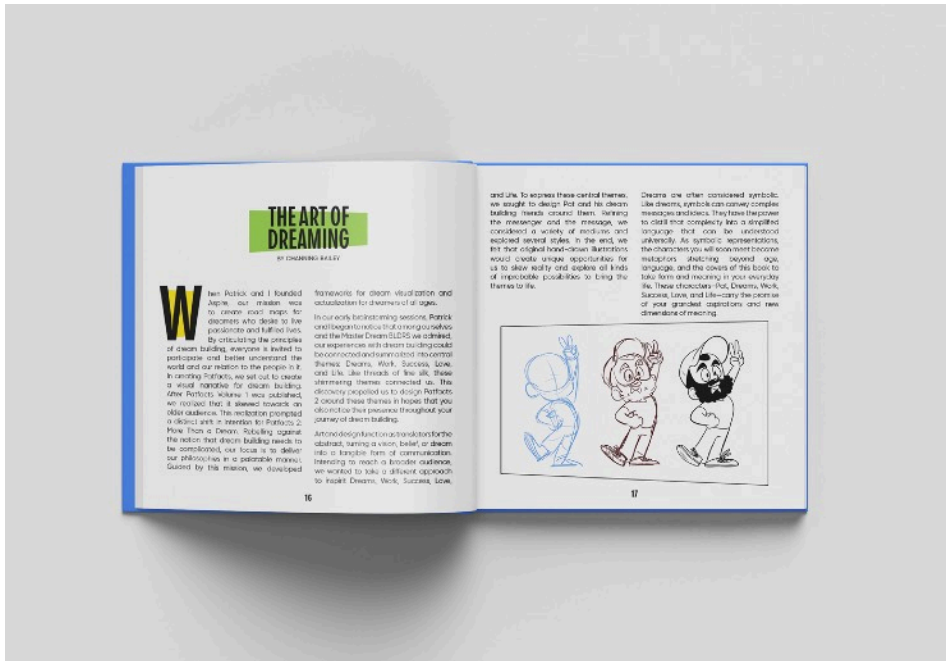 THE ART OF
DREAMING
BY CHANNING BAILEY
When Patrick and I founded
Aspire, our mission was
to create road maps for
dreamers who desire to live
passionate and fulfilled lives.
By articulating the principles
of dream building, everyone is invited to
participate and better understand the
world and our relation to the people in it.
In creating Patfacts, we set out to create
a visual narrative for dream building.
After Patfacts Volume 1 was published,
we realized that it skewed towards an
older audience. This realization prompted
a distinct shift in intention for Patfacts 2:
More Than a Dream. Rebelling against
the notion that dream building needs to
be complicated, our focus is to deliver
our philosophies in a palatable manner.
Guided by this mission, we developed
frameworks for dream visualization and
actualization for dreamers of all ages.
In our early brainstorming sessions, Patrick
and I began to notice that among ourselves
and the Master Dream BLDRS we admired,
our experiences with dream building could
be connected and summarized into central
themes: Dreams, Work, Success, Love,
and Life. Like threads of fine silk, these
shimmering themes connected us. This
discovery propelled us to design Patfacts
2 around these themes in hopes that you
also notice their presence throughout your
journey of dream building.
Art and design function as translators for the
abstract, turning a vision, belief, or dream
into a tangible form of communication.
Intending to reach a broader audience,
we wanted to take a different approach
to inspirit Dreams, Work, Success, Love,
16
and Life. To express these central themes,
we sought to design Pat and his dream
building friends around them. Refining
the messenger and the message, we
considered a variety of mediums and
explored several styles. In the end, we
felt that original hand-drawn illustrations
would create unique opportunities for
us to skew reality and explore all kinds
of improbable possibilities to bring the
themes to life.
Dreams are often considered symbolic.
Like dreams, symbols can convey complex
messages and ideas. They have the power
to distill that complexity into a simplified
language that can be understood
universally. As symbolic representations,
the characters you will soon meet become
metaphors stretching beyond age,
language, and the covers of this book to
take form and meaning in your everyday
life. These characters—Pat, Dreams, Work,
Success, Love, and Life—carry the promise
of your grandest aspirations and new
dimensions of meaning.
17